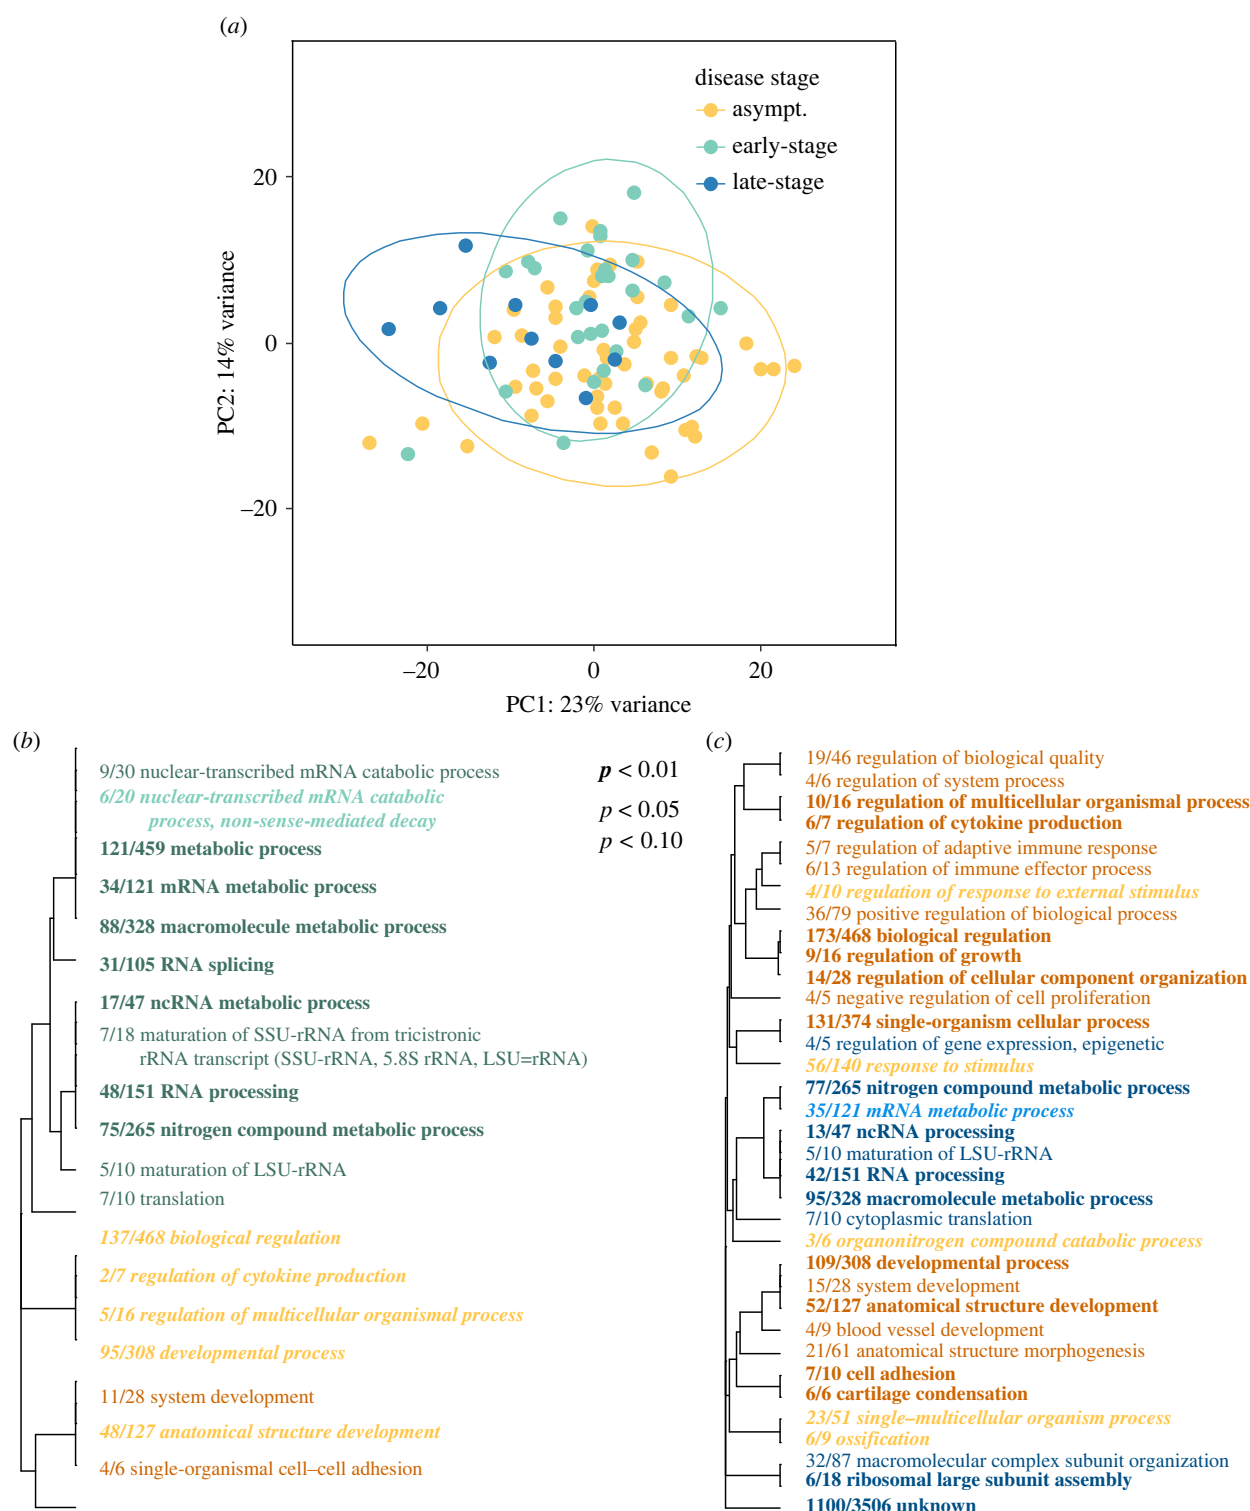 (a)
disease stage
asympt.
early-stage
late-stage
20
0
–20
PC2: 14% variance
–20
0
20
PC1: 23% variance
(b)
9/30 nuclear-transcribed mRNA catabolic process
6/20 nuclear-transcribed mRNA catabolic
process, non-sense-mediated decay
121/459 metabolic process
34/121 mRNA metabolic process
88/328 macromolecule metabolic process
31/105 RNA splicing
17/47 ncRNA metabolic process
7/18 maturation of SSU-rRNA from tricistronic
rRNA transcript (SSU-rRNA, 5.8S rRNA, LSU=rRNA)
48/151 RNA processing
75/265 nitrogen compound metabolic process
5/10 maturation of LSU-rRNA
7/10 translation
137/468 biological regulation
2/7 regulation of cytokine production
5/16 regulation of multicellular organismal process
95/308 developmental process
11/28 system development
48/127 anatomical structure development
4/6 single-organismal cell–cell adhesion
p < 0.01
p < 0.05
p < 0.10
(c)
19/46 regulation of biological quality
4/6 regulation of system process
10/16 regulation of multicellular organismal process
6/7 regulation of cytokine production
5/7 regulation of adaptive immune response
6/13 regulation of immune effector process
4/10 regulation of response to external stimulus
36/79 positive regulation of biological process
173/468 biological regulation
9/16 regulation of growth
14/28 regulation of cellular component organization
4/5 negative regulation of cell proliferation
131/374 single-organism cellular process
4/5 regulation of gene expression, epigenetic
56/140 response to stimulus
77/265 nitrogen compound metabolic process
35/121 mRNA metabolic process
13/47 ncRNA processing
5/10 maturation of LSU-rRNA
42/151 RNA processing
95/328 macromolecule metabolic process
7/10 cytoplasmic translation
3/6 organonitrogen compound catabolic process
109/308 developmental process
15/28 system development
52/127 anatomical structure development
4/9 blood vessel development
21/61 anatomical structure morphogenesis
7/10 cell adhesion
6/6 cartilage condensation
23/51 single–multicellular organism process
6/9 ossification
32/87 macromolecular complex subunit organization
6/18 ribosomal large subunit assembly
1100/3506 unknown